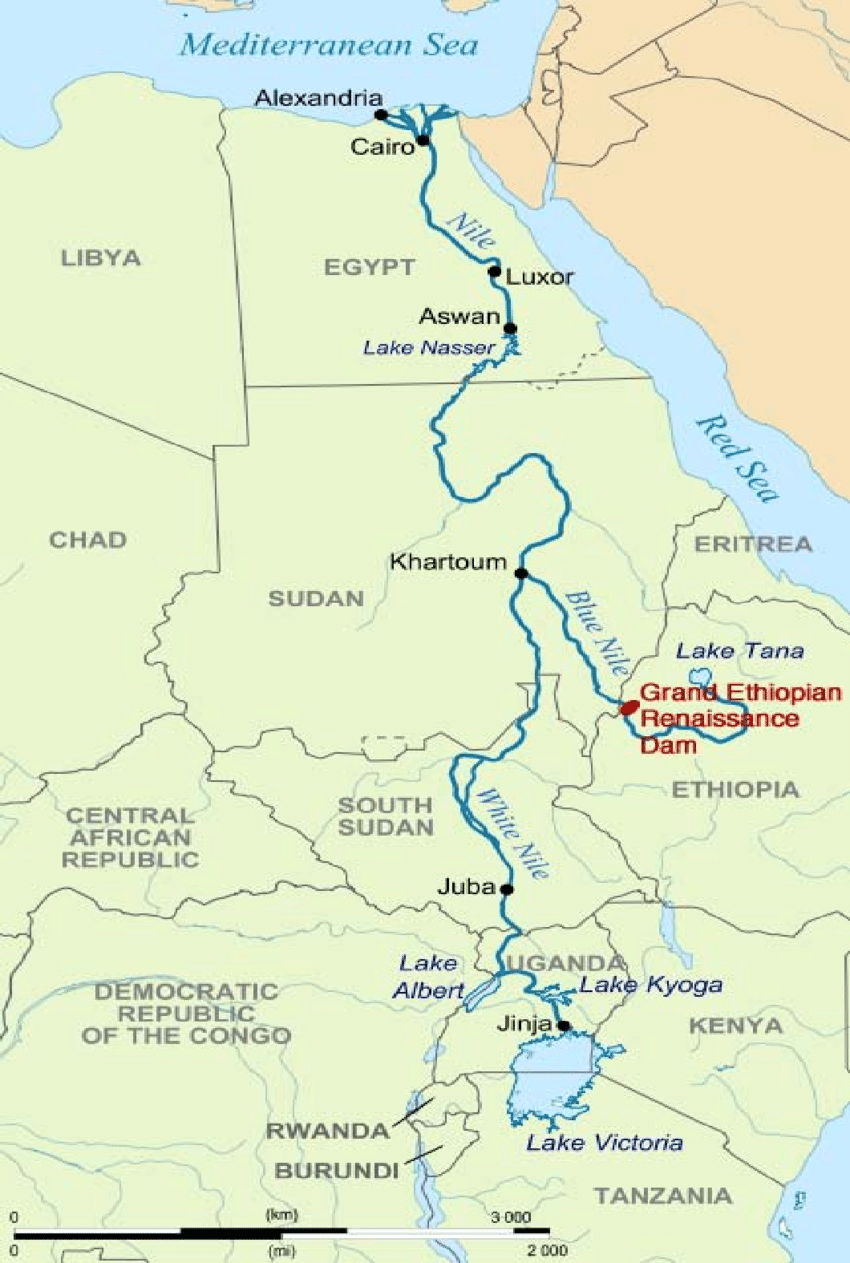 Mediterranean Sea
Alexandria
Cairo
Nile
LIBYA
EGYPT
Luxor
Aswan
Lake Nasser
Red Sea
CHAD
ERITREA
Khartoum
SUDAN
Blue Nile
Lake Tana
Grand Ethiopian
Renaissance
Dam
ETHIOPIA
SOUTH
SUDAN
White Nile
CENTRAL
AFRICAN
REPUBLIC
Juba
Lake
Albert
UGANDA
Lake Kyoga
DEMOCRATIC
REPUBLIC
OF THE CONGO
Jinja
KENYA
RWANDA
Lake Victoria
BURUNDI
TANZANIA
0 (km) 3 000
0 (mi) 2 000